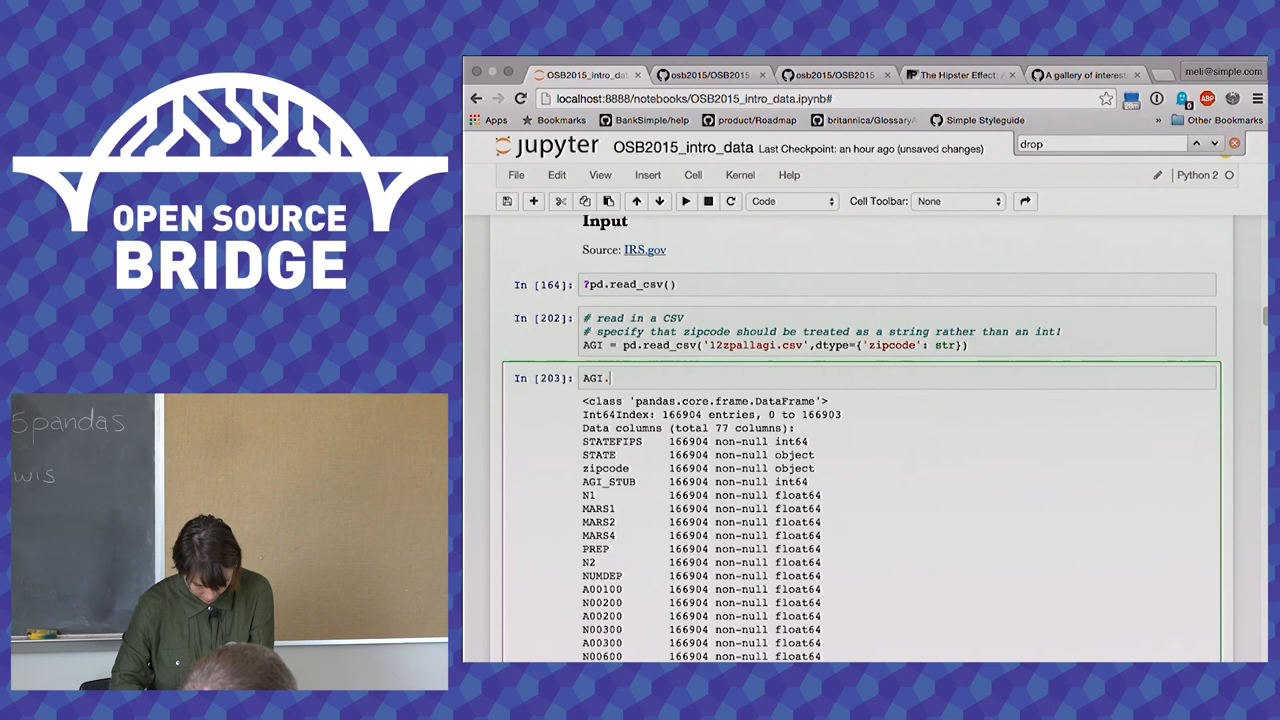 OPEN SOURCE
BRIDGE
5pandas
wis
OSB2015_intro_dat
osb2015/OSB2015
osb2015/OSB2015
The Hipster Effect: A
A gallery of interest
meli@simple.com
localhost:8888/notebooks/OSB2015_intro_data.ipynb#
ABP
Apps
Bookmarks
BankSimple/help
product/Roadmap
britannica/Glossary
Simple Styleguide
»
Other Bookmarks
jupyter
OSB2015_intro_data
Last Checkpoint: an hour ago (unsaved changes)
drop
File
Edit
View
Insert
Cell
Kernel
Help
Python 2
Code
Cell Toolbar:
None
Input
Source: IRS.gov
In [164]: ?pd.read_csv()
In [202]: # read in a CSV
# specify that zipcode should be treated as a string rather than an int!
AGI = pd.read_csv('12zpallagi.csv',dtype={'zipcode': str})
In [203]: AGI.
<class 'pandas.core.frame.DataFrame'>
Int64Index: 166904 entries, 0 to 166903
Data columns (total 77 columns):
STATEFIPS 166904 non-null int64
STATE 166904 non-null object
zipcode 166904 non-null object
AGI_STUB 166904 non-null int64
N1 166904 non-null float64
MARS1 166904 non-null float64
MARS2 166904 non-null float64
MARS4 166904 non-null float64
PREP 166904 non-null float64
N2 166904 non-null float64
NUMDEP 166904 non-null float64
A00100 166904 non-null float64
N00200 166904 non-null float64
A00200 166904 non-null float64
N00300 166904 non-null float64
A00300 166904 non-null float64
N00600 166904 non-null float64